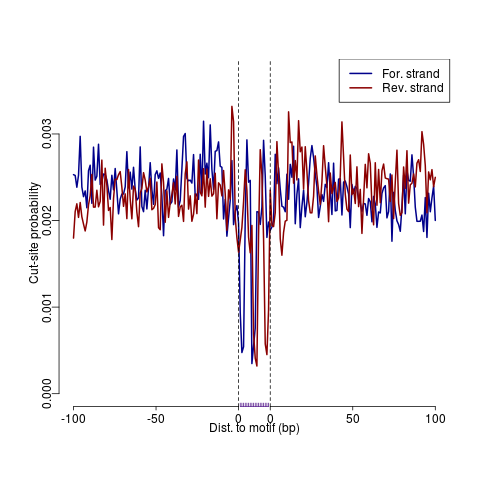 For. strand
Rev. strand
Cut-site probability
0.003
0.002
0.001
0.000
-100 -50 0 0 50 100
Dist. to motif (bp)